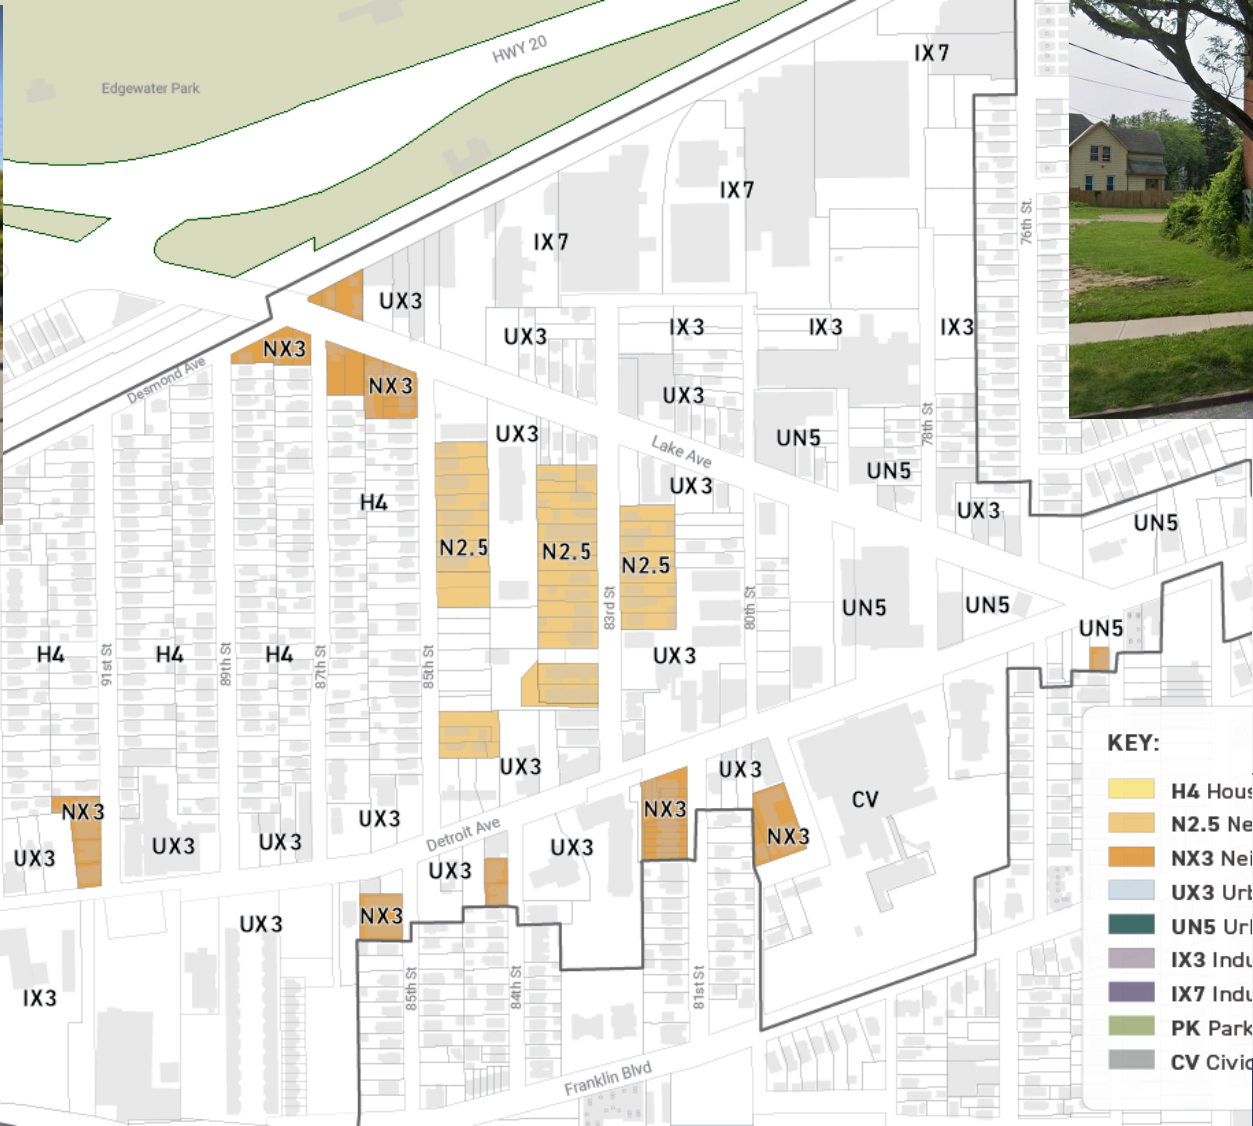 HWY 20
IX7
Edgewater Park
IX7
76th St.
IX7
UX3
UX3
IX3
IX3
IX3
NX3
Desmond Ave
NX3
UX3
78th St
UX3
UN5
Lake Ave
UN5
H4
UX3
UX3
UN5
N2.5
N2.5
N2.5
83rd St
80th St
UN5
UN5
UN5
H4
91st St
H4
89th St
H4
87th St
85th St
UX3
KEY:
UX3
UX3
H4 Hous
CV
NX3
NX3
UX3
N2.5 Ne
Detroit Ave
NX3
UX3
UX3
UX3
UX3
NX3 Nei
UX3
UX3 Urt
NX3
UX3
UN5 Url
IX3 Indu
IX3
85th St
84th St
81st St
IX7 Indu
PK Park
CV Civic
Franklin Blvd